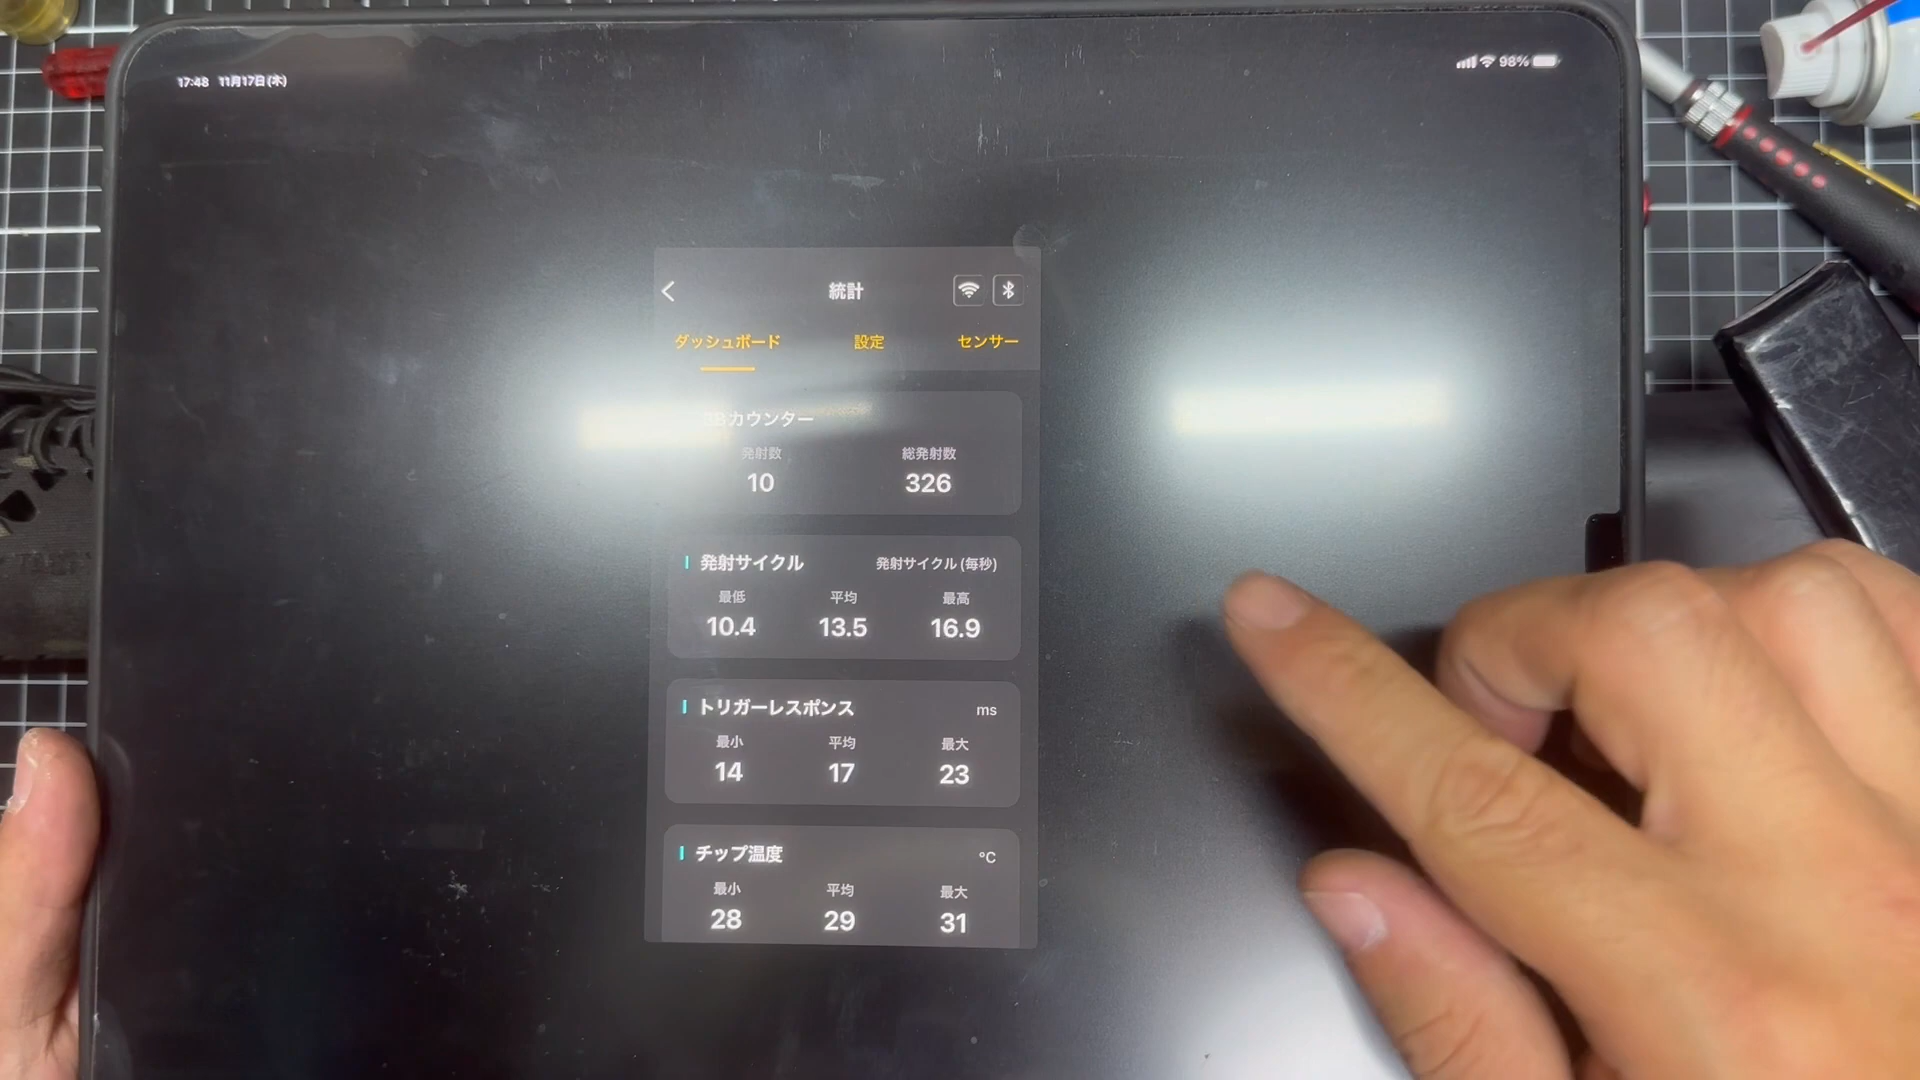 17:48 11月17日(木)
98%
統計
ダッシュボード 設定 センサー
BBカウンター
発射数 総発射数
10 326
発射サイクル 発射サイクル (毎秒)
最低 平均 最高
10.4 13.5 16.9
トリガーレスポンス ms
最小 平均 最大
14 17 23
チップ温度 °C
最小 平均 最大
28 29 31